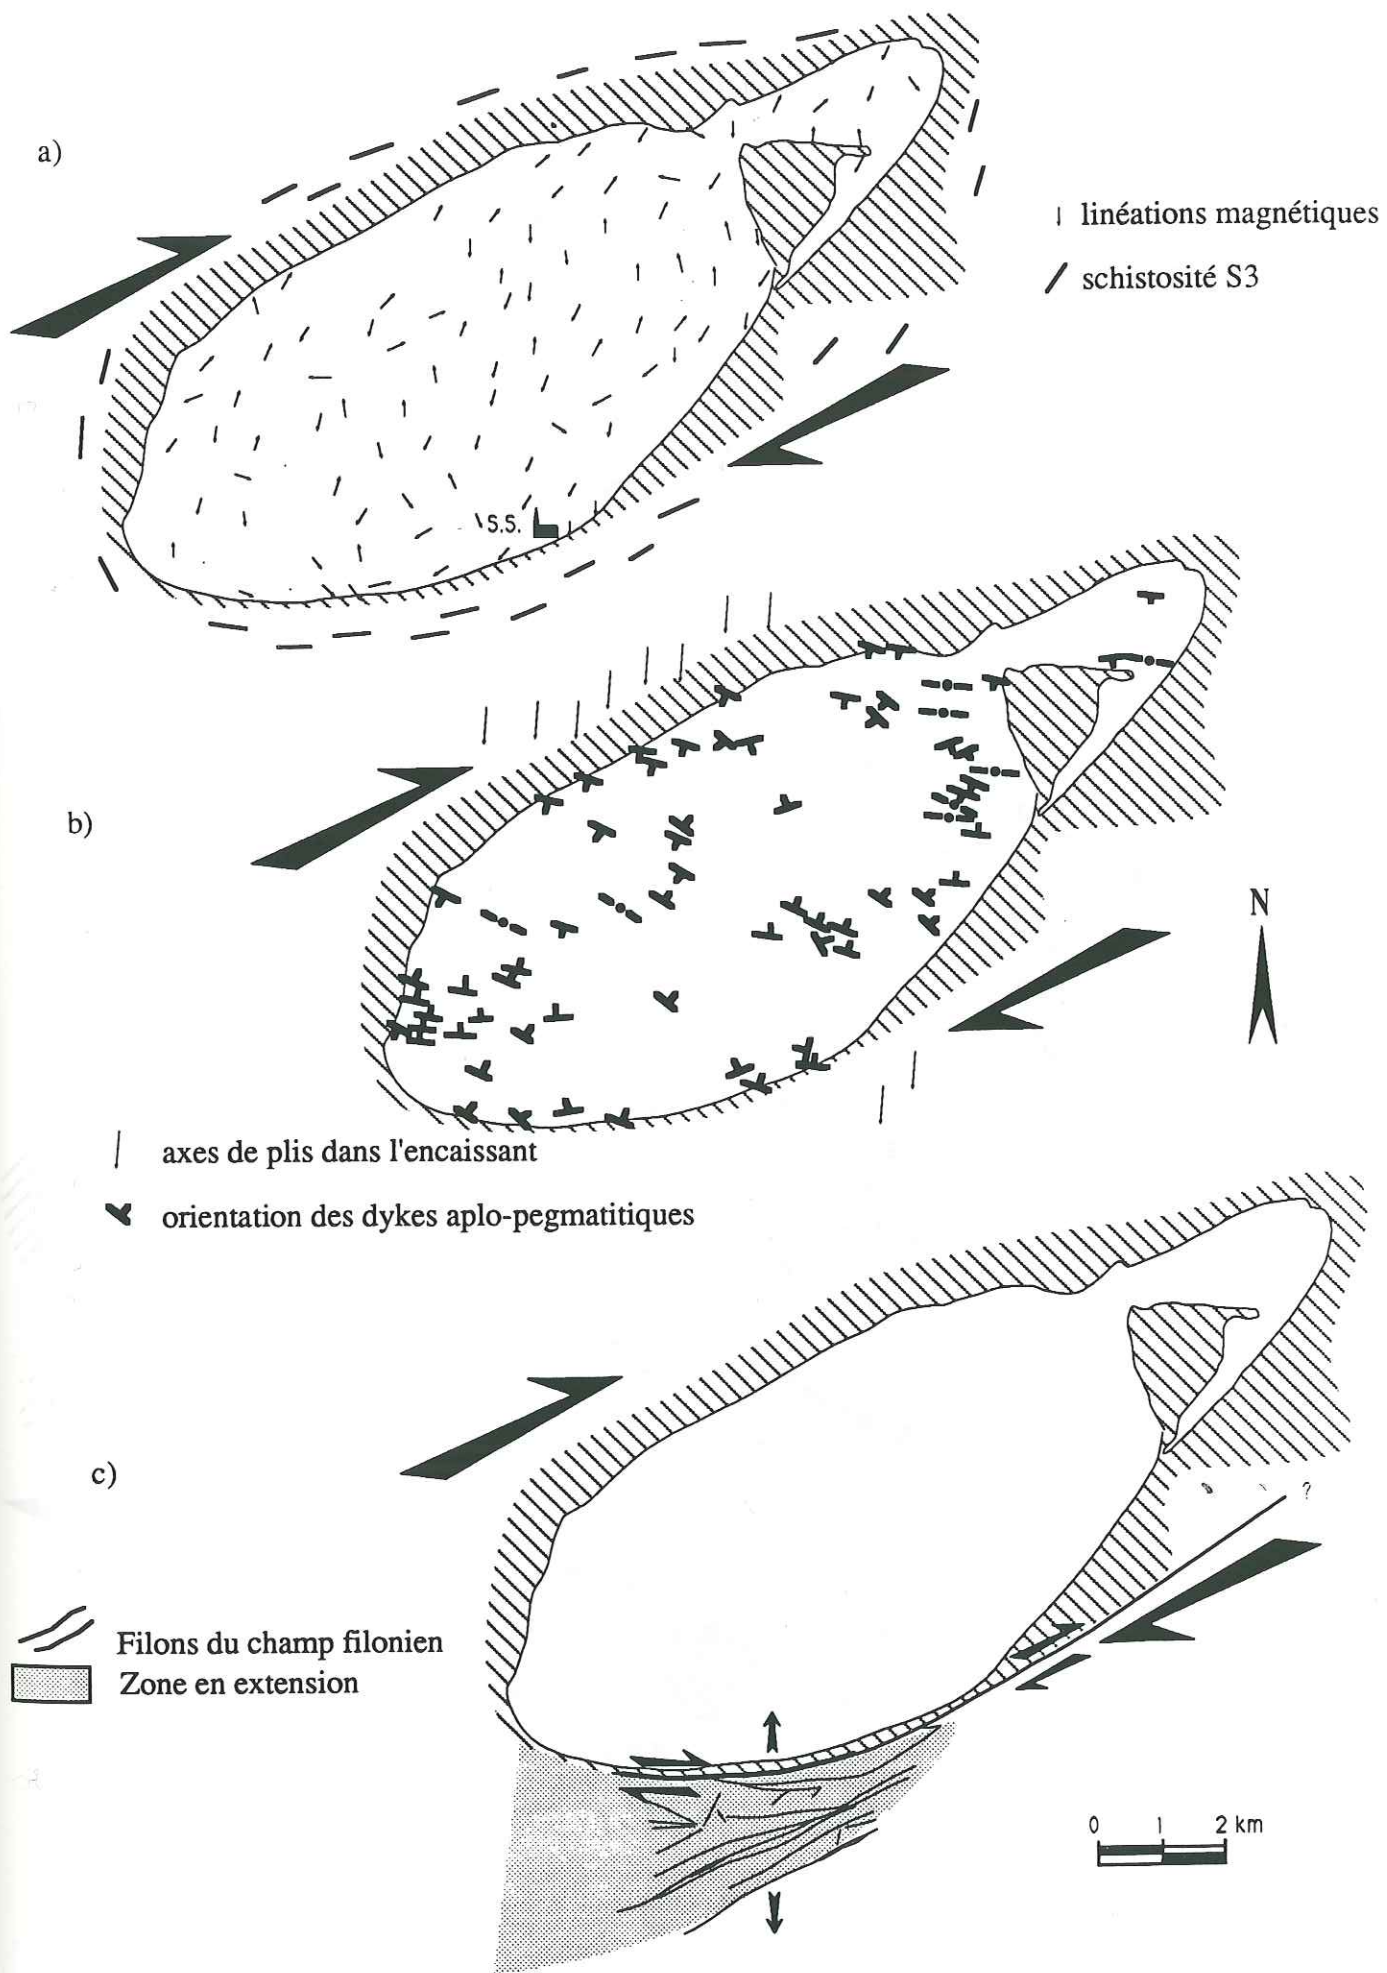 a)
linéations magnétiques
schistosité S3
S.S.
b)
N
axes de plis dans l'encaissant
orientation des dykes aplo-pegmatitiques
c)
?
Filons du champ filonien
Zone en extension
0 1 2 km